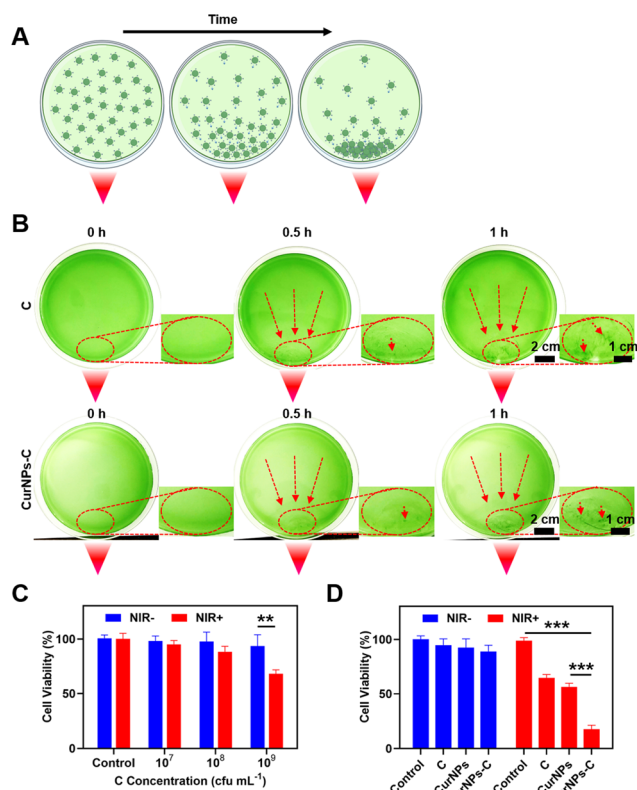 Time
A
B
0 h 0.5 h 1 h
C
2 cm 1 cm
0 h 0.5 h 1 h
CurNPs-C
2 cm 1 cm
C
NIR- NIR+
**
Cell Viability (%)
100
50
0
Control 10⁷ 10⁸ 10⁹
C Concentration (cfu mL⁻¹)
D
NIR- NIR+
***
***
Cell Viability (%)
100
50
0
Control C CurNPs rNPs-C Control C CurNPs rNPs-C